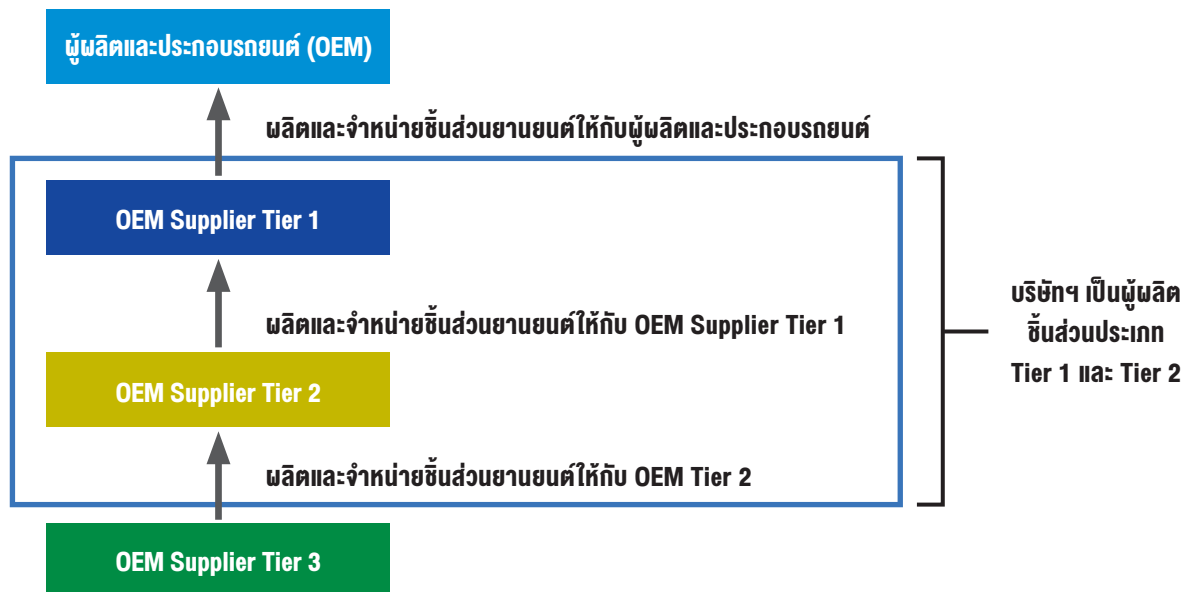 ผู้ผลิตและประกอบรถยนต์ (OEM)
ผลิตและจำหน่ายชิ้นส่วนยานยนต์ให้กับผู้ผลิตและประกอบรถยนต์
OEM Supplier Tier 1
ผลิตและจำหน่ายชิ้นส่วนยานยนต์ให้กับ OEM Supplier Tier 1
OEM Supplier Tier 2
ผลิตและจำหน่ายชิ้นส่วนยานยนต์ให้กับ OEM Tier 2
OEM Supplier Tier 3
บริษัทฯ เป็นผู้ผลิต
ชิ้นส่วนประเภท
Tier 1 และ Tier 2